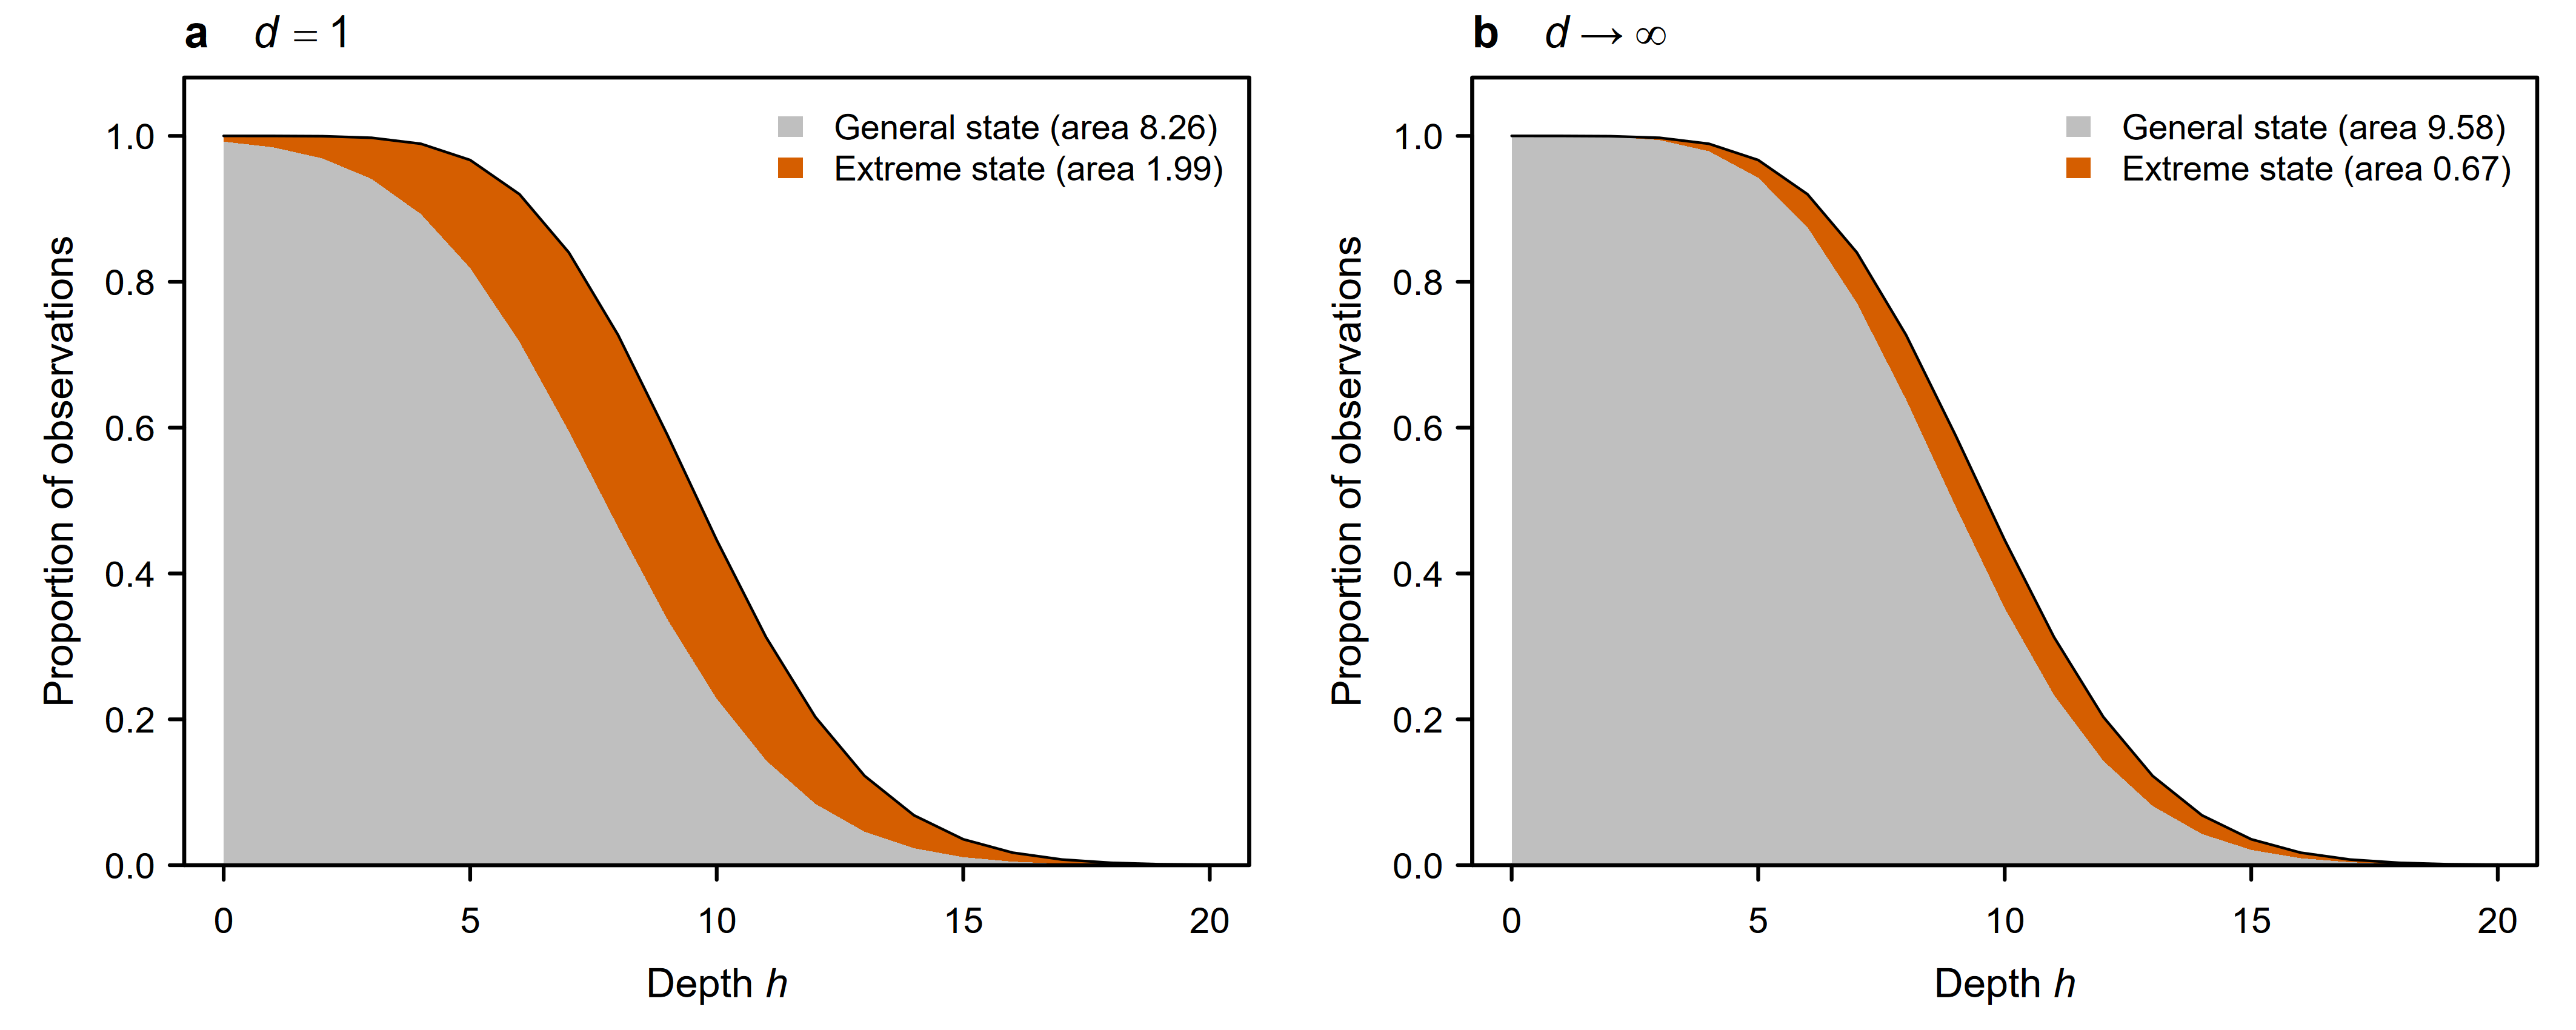 a d = 1
General state (area 8.26)
Extreme state (area 1.99)
Proportion of observations
1.0
0.8
0.6
0.4
0.2
0.0
0 5 10 15 20
Depth h
b d → ∞
General state (area 9.58)
Extreme state (area 0.67)
Proportion of observations
1.0
0.8
0.6
0.4
0.2
0.0
0 5 10 15 20
Depth h